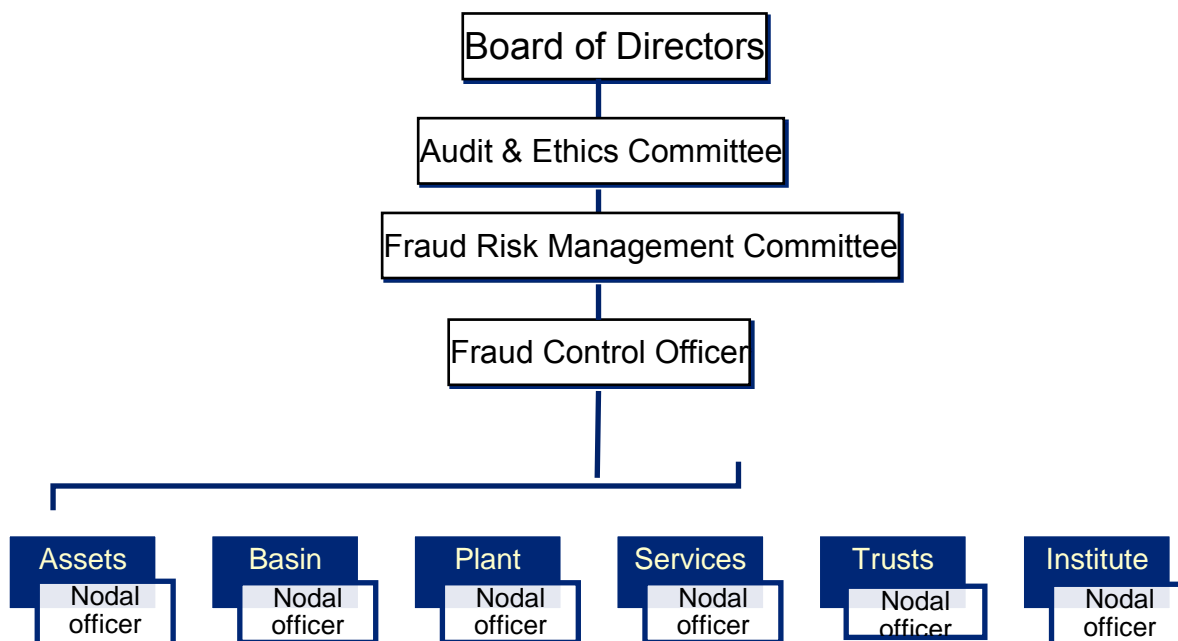 Board of Directors
Audit & Ethics Committee
Fraud Risk Management Committee
Fraud Control Officer
Assets
Nodal
officer
Basin
Nodal
officer
Plant
Nodal
officer
Services
Nodal
officer
Trusts
Nodal
officer
Institute
Nodal
officer